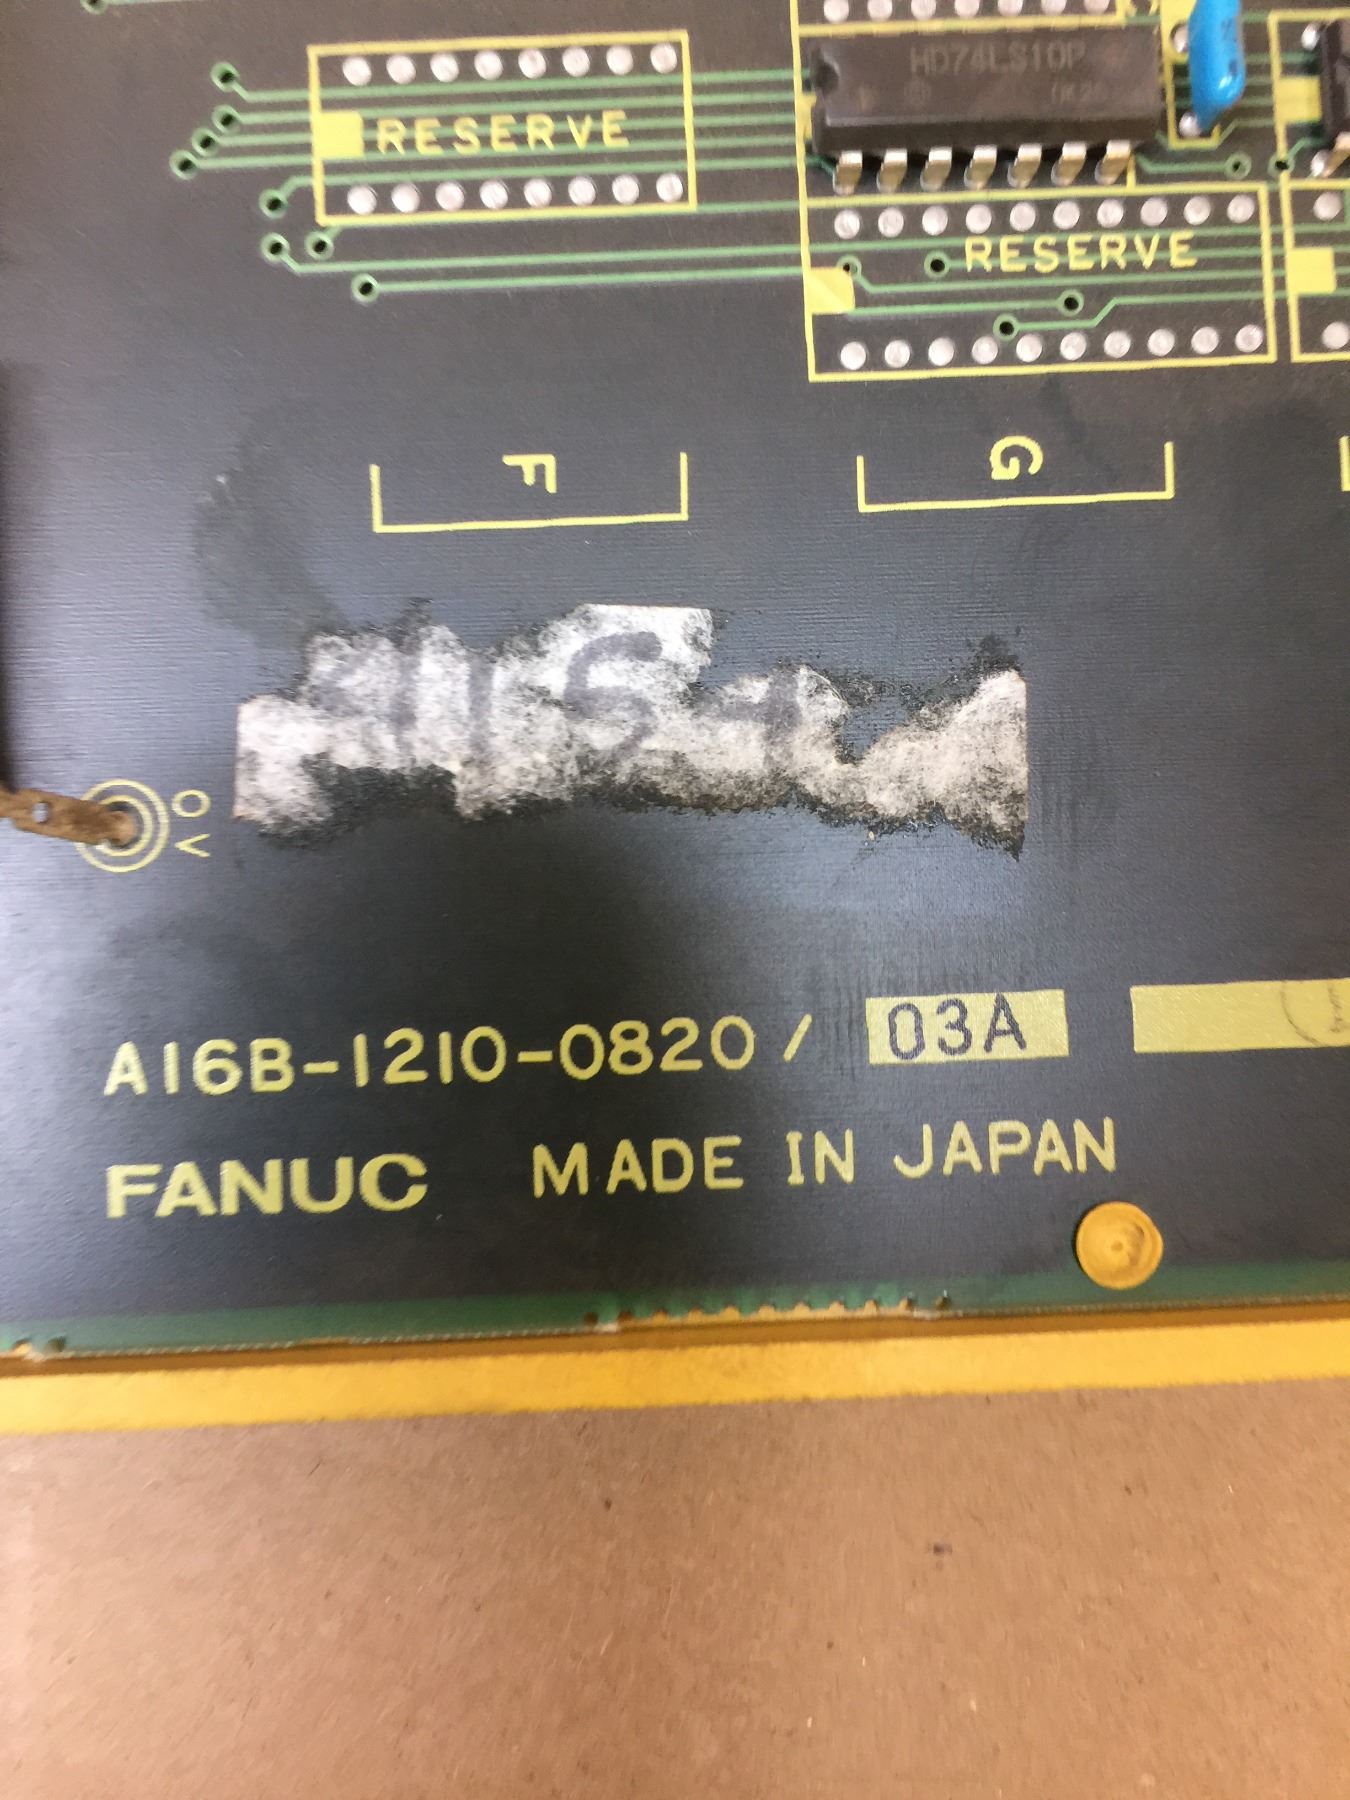 RESERVE
HD74LS10P
RESERVE
F
G
0V
A16B-1210-0820/ 03A
FANUC MADE IN JAPAN